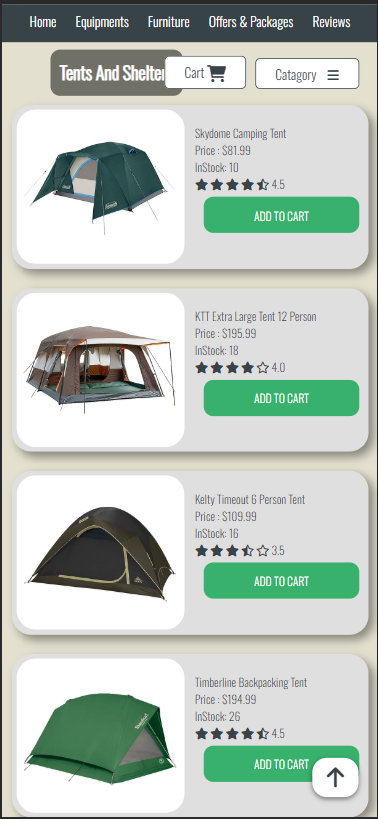 Home Equipments Furniture Offers & Packages Reviews
Tents And Shelter Cart Catagory
Skydome Camping Tent
Price : $81.99
InStock: 10
4.5
ADD TO CART
KTT Extra Large Tent 12 Person
Price : $195.99
InStock: 18
4.0
ADD TO CART
Kelty Timeout 6 Person Tent
Price : $109.99
InStock: 16
3.5
ADD TO CART
Timberline Backpacking Tent
Price : $194.99
InStock: 26
4.5
ADD TO CART